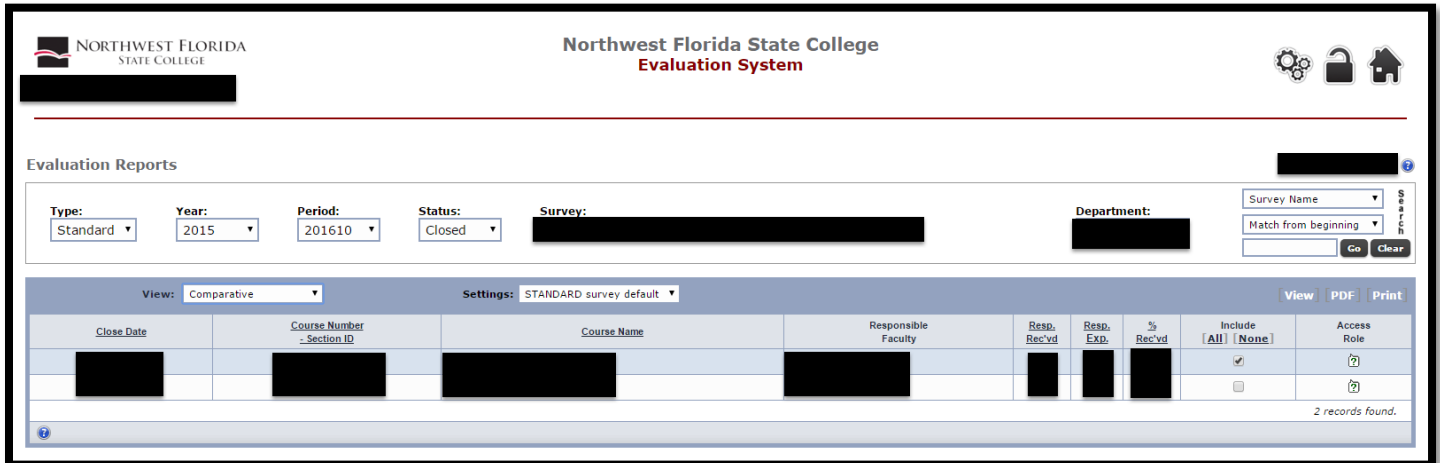 NORTHWEST FLORIDA
STATE COLLEGE
Northwest Florida State College
Evaluation System
Evaluation Reports
Type: Year: Period: Status: Survey: Department:
Standard 2015 201610 Closed
Survey Name
Match from beginning
Go Clear
Search
View: Comparative Settings: STANDARD survey default [View] [PDF] [Print]
Close Date
Course Number
- Section ID
Course Name
Responsible
Faculty
Resp.
Rec'vd
Resp.
Exp.
%
Rec'vd
Include
[All] [None]
Access
Role
2 records found.